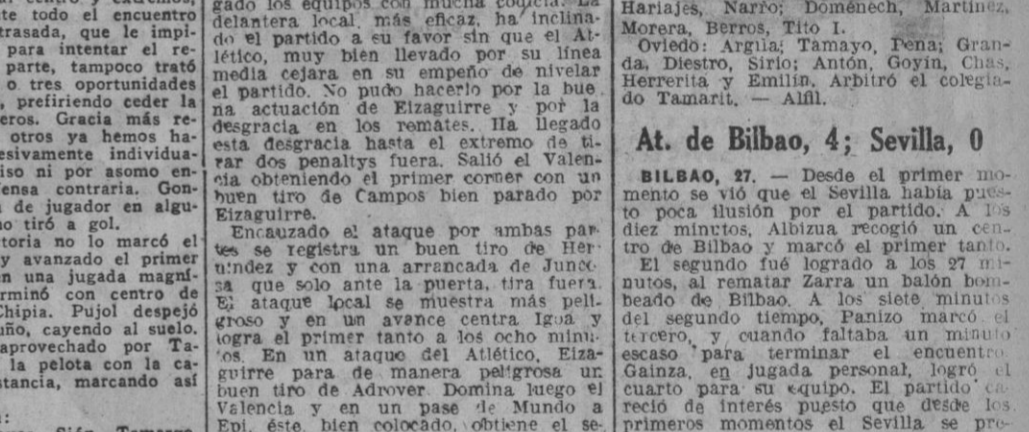 te todo el encuentro
trasada, que le impi-
para intentar el re-
parte, tampoco trató
o tres oportunidades
, prefiriendo ceder la
eros. Gracia más re-
otros ya hemos ha-
esivamente individua-
iso ni por asomo en-
ensa contraria. Gon-
de jugador en algu-
no tiró a gol.
toria no lo marcó el
y avanzado el primer
en una jugada magní-
erminó con centro de
Chipia. Pujol despejó
uño, cayendo al suelo.
aprovechado por Ta-
la pelota con la ca-
stancia, marcando así
gado los equipos con mucha codicia. La
delantera local, más eficaz, ha inclina-
do el partido a su favor sin que el At-
lético, muy bien llevado por su línea
media cejara en su empeño de nivelar
el partido. No pudo hacerlo por la bue
na actuación de Eizaguirre y por la
desgracia en los remates. Ha llegado
esta desgracia hasta el extremo de ti-
rar dos penaltys fuera. Salió el Valen-
cia obteniendo el primer corner con un
buen tiro de Campos bien parado por
Eizaguirre.
Encauzado el ataque por ambas par-
tes se registra un buen tiro de Her-
nández y con una arrancada de Junco-
sa que solo ante la puerta, tira fuera.
El ataque local se muestra más peli-
groso y en un avance centra Igoa y
logra el primer tanto a los ocho minu-
tos. En un ataque del Atlético, Eiza-
guirre para de manera peligrosa un
buen tiro de Adrover. Domina luego el
Valencia y en un pase de Mundo a
Epi, éste, bien colocado, obtiene el se-
Hariajes, Narro; Doménech, Martínez,
Morera, Berros, Tito I.
Oviedo: Argila; Tamayo, Pena; Gran-
da, Diestro, Sirio; Antón, Goyín, Chas,
Herrerita y Emilín. Arbitró el colegia-
do Tamarit. — Alfil.
At. de Bilbao, 4; Sevilla, 0
BILBAO, 27. — Desde el primer mo-
mento se vió que el Sevilla había pues-
to poca ilusión por el partido. A los
diez minutos, Albizua recogió un cen-
tro de Bilbao y marcó el primer tanto.
El segundo fué logrado a los 27 mi-
nutos, al rematar Zarra un balón bom-
beado de Bilbao. A los siete minutos
del segundo tiempo, Panizo marcó el
tercero, y cuando faltaba un minuto
escaso para terminar el encuentro
Gainza, en jugada personal, logró el
cuarto para su equipo. El partido ca-
reció de interés puesto que desde los
primeros momentos el Sevilla se pre-